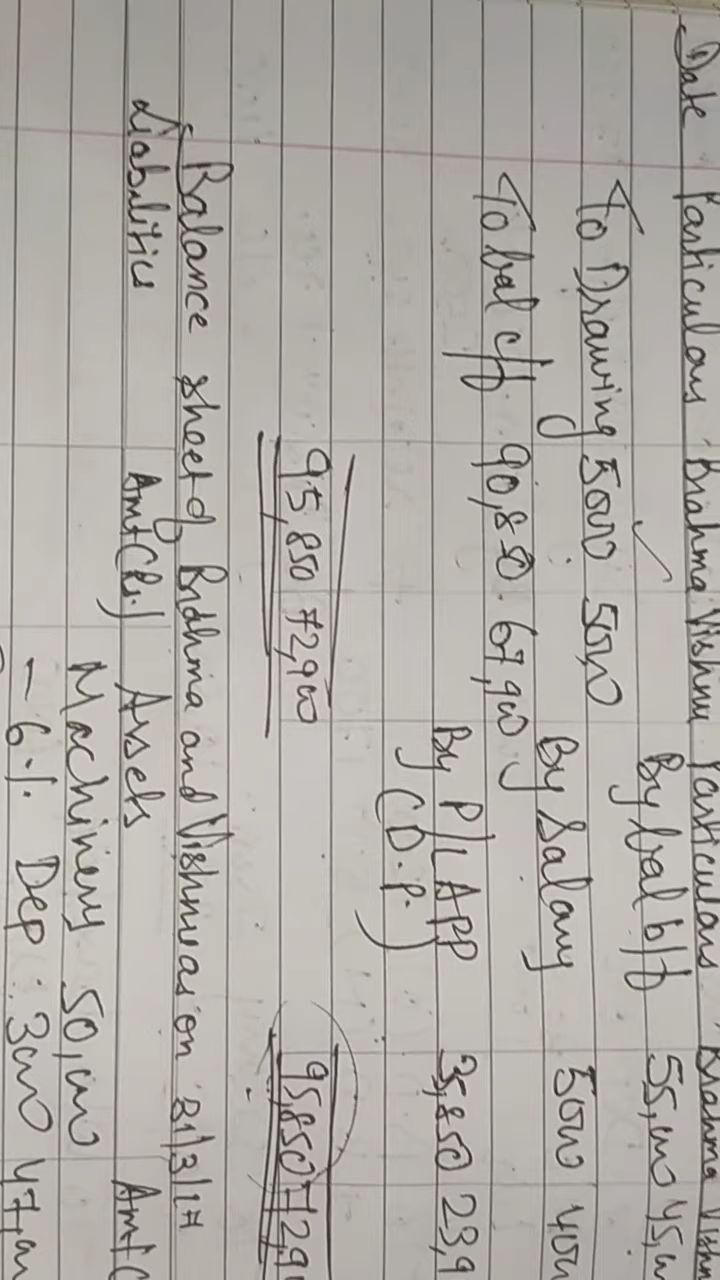 Date Particulars Brahma Vishnu Particulars Brahma Vishn
To Drawing 5000 5000 By bal b/f 55,000 45,00
To bal c/f 90,850 67,900 By Salary 5000 400
By P/L APP 35,850 23,9
(D.P.)
95,850 72,900 95,850 72,90
Balance sheet of Brahma and Vishnu as on 31/3/17
Liabilities Amt(Rs.) Assets Amt(
Machinery 50,000
- 6% Dep: 3000 47,00